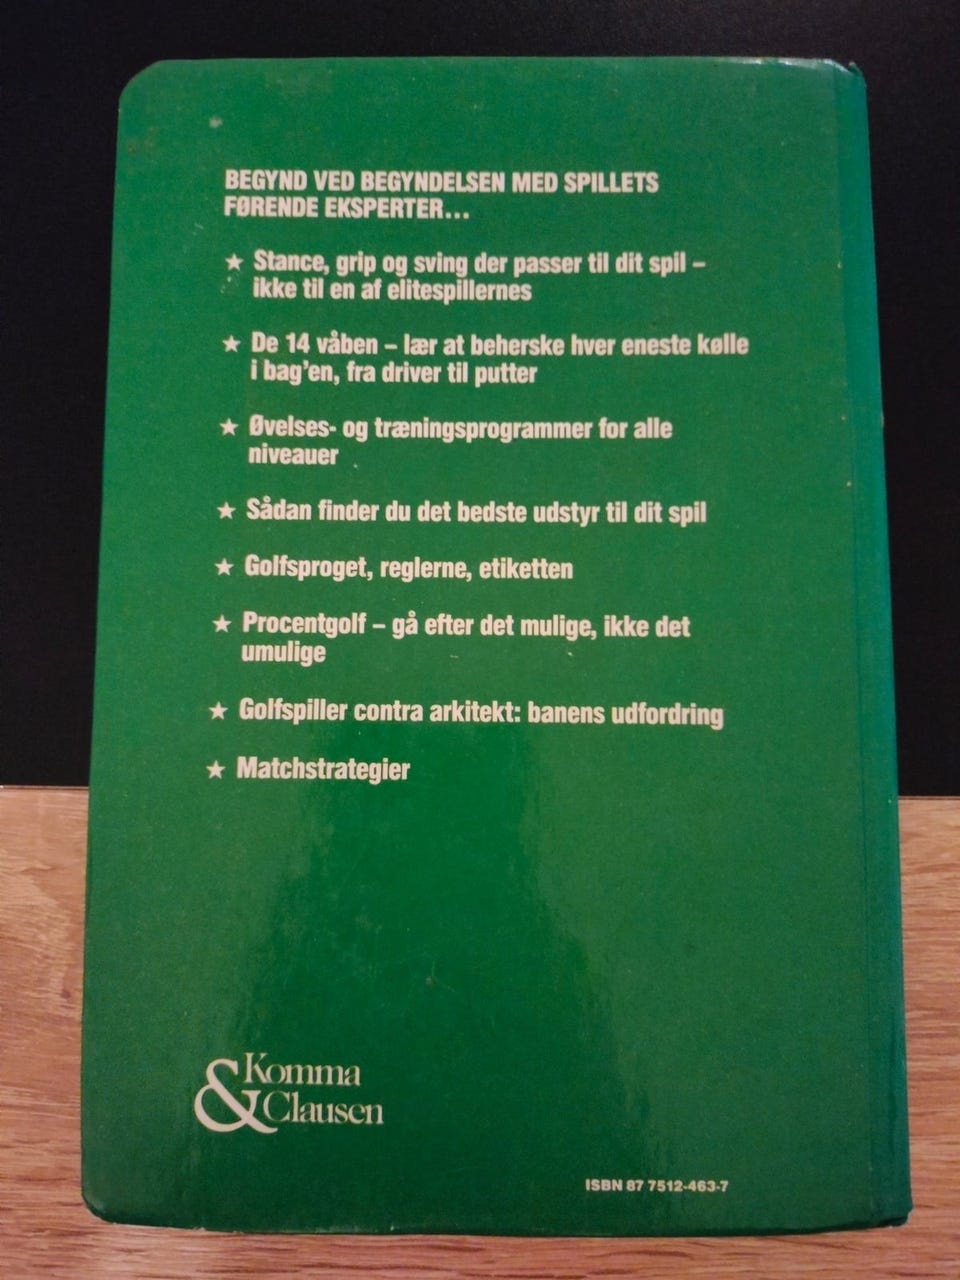 BEGYND VED BEGYNDELSEN MED SPILLETS
FØRENDE EKSPERTER...
★ Stance, grip og sving der passer til dit spil –
ikke til en af elitespillernes
★ De 14 våben – lær at beherske hver eneste kølle
i bag'en, fra driver til putter
★ Øvelses- og træningsprogrammer for alle
niveauer
★ Sådan finder du det bedste udstyr til dit spil
★ Golfsproget, reglerne, etiketten
★ Procentgolf – gå efter det mulige, ikke det
umulige
★ Golfspiller contra arkitekt: banens udfordring
★ Matchstrategier
Komma
& Clausen
ISBN 87 7512-463-7